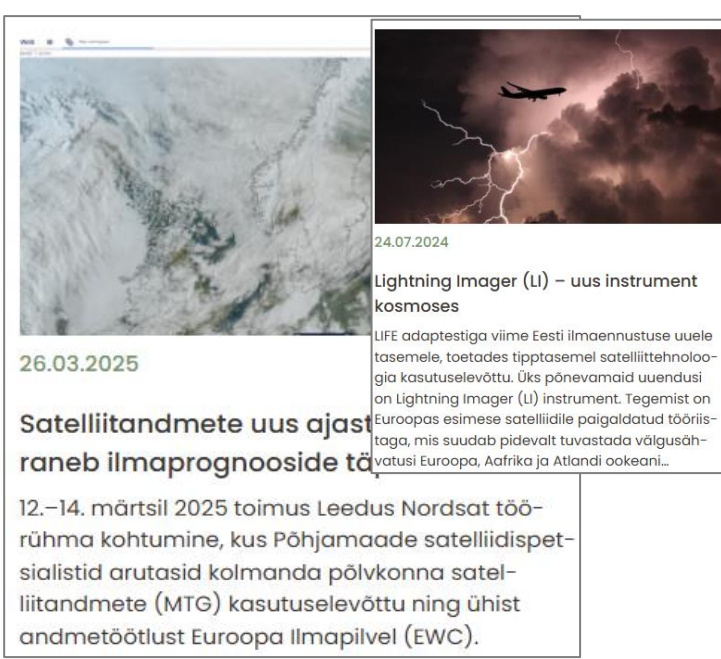 26.03.2025
Satelliitandmete uus ajast
raneb ilmaprognooside
12.–14. märtsil 2025 toimus Leedus Nordsat töö-
rühma kohtumine, kus Põhjamaade satelliidispet-
sialistid arutasid kolmanda põlvkonna satel-
liitandmete (MTG) kasutuselevõttu ning ühist
andmetöötlust Euroopa Ilmapilvel (EWC).
24.07.2024
Lightning Imager (LI) – uus instrument
kosmoses
LIFE adaptestiga viime Eesti ilmaennustuse uuele
tasemele, toetades tipptasemel satelliittehnoloo-
gia kasutuselevõttu. Üks põnevamaid uuendusi
on Lightning Imager (LI) instrument. Tegemist on
Euroopas esimese satelliidile paigaldatud tööriis-
taga, mis suudab pidevalt tuvastada välgusäh-
vatusi Euroopa, Aafrika ja Atlandi ookeani...